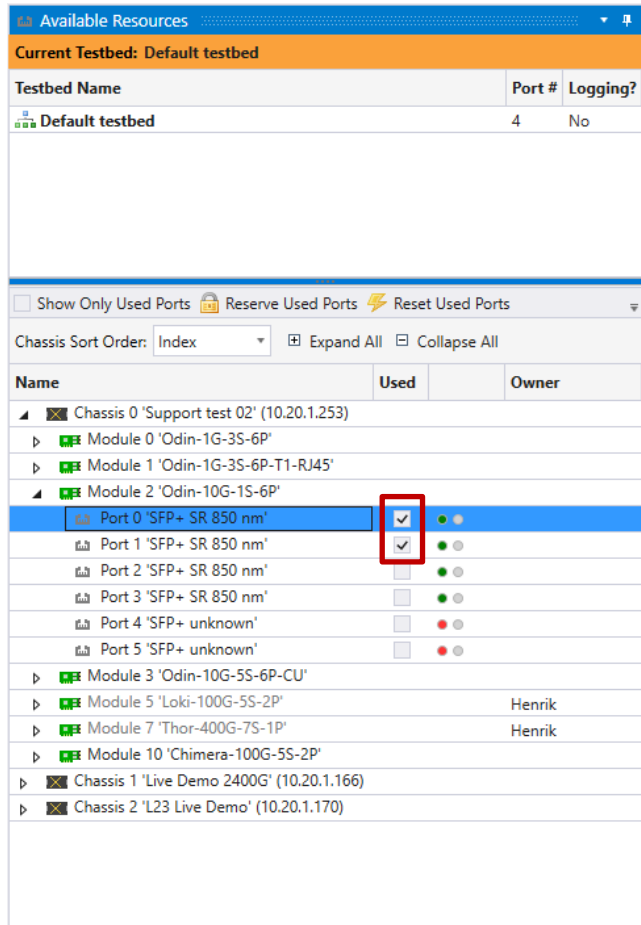 Available Resources
Current Testbed: Default testbed
Testbed Name Port # Logging?
Default testbed 4 No
Show Only Used Ports Reserve Used Ports Reset Used Ports
Chassis Sort Order: Index Expand All Collapse All
Name Used Owner
Chassis 0 'Support test 02' (10.20.1.253)
Module 0 'Odin-1G-3S-6P'
Module 1 'Odin-1G-3S-6P-T1-RJ45'
Module 2 'Odin-10G-1S-6P'
Port 0 'SFP+ SR 850 nm'
Port 1 'SFP+ SR 850 nm'
Port 2 'SFP+ SR 850 nm'
Port 3 'SFP+ SR 850 nm'
Port 4 'SFP+ unknown'
Port 5 'SFP+ unknown'
Module 3 'Odin-10G-5S-6P-CU'
Module 5 'Loki-100G-5S-2P' Henrik
Module 7 'Thor-400G-7S-1P' Henrik
Module 10 'Chimera-100G-5S-2P'
Chassis 1 'Live Demo 2400G' (10.20.1.166)
Chassis 2 'L23 Live Demo' (10.20.1.170)